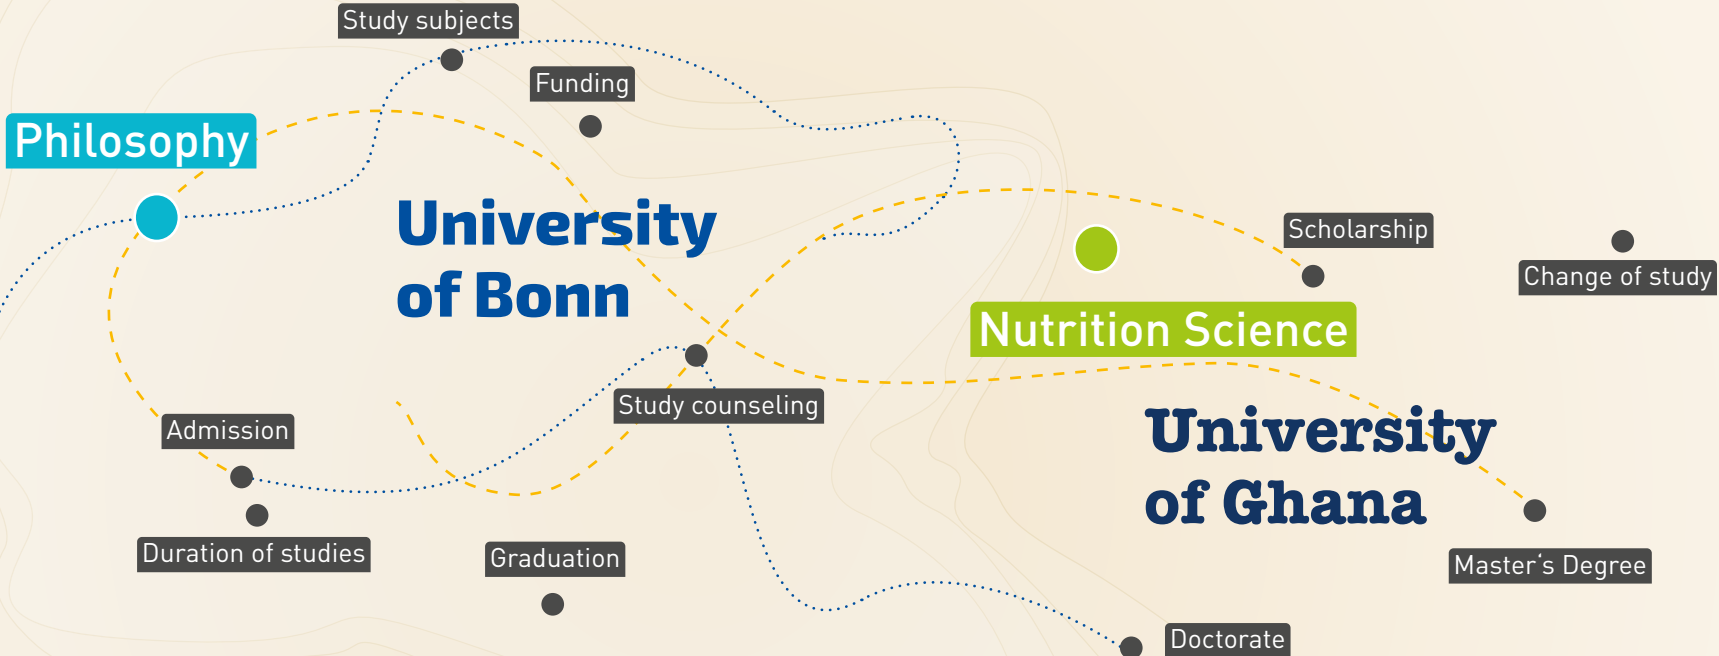 Study subjects
Funding
Philosophy
University
of Bonn
Scholarship
Change of study
Nutrition Science
Study counseling
Admission
University
of Ghana
Duration of studies
Graduation
Master‘s Degree
Doctorate